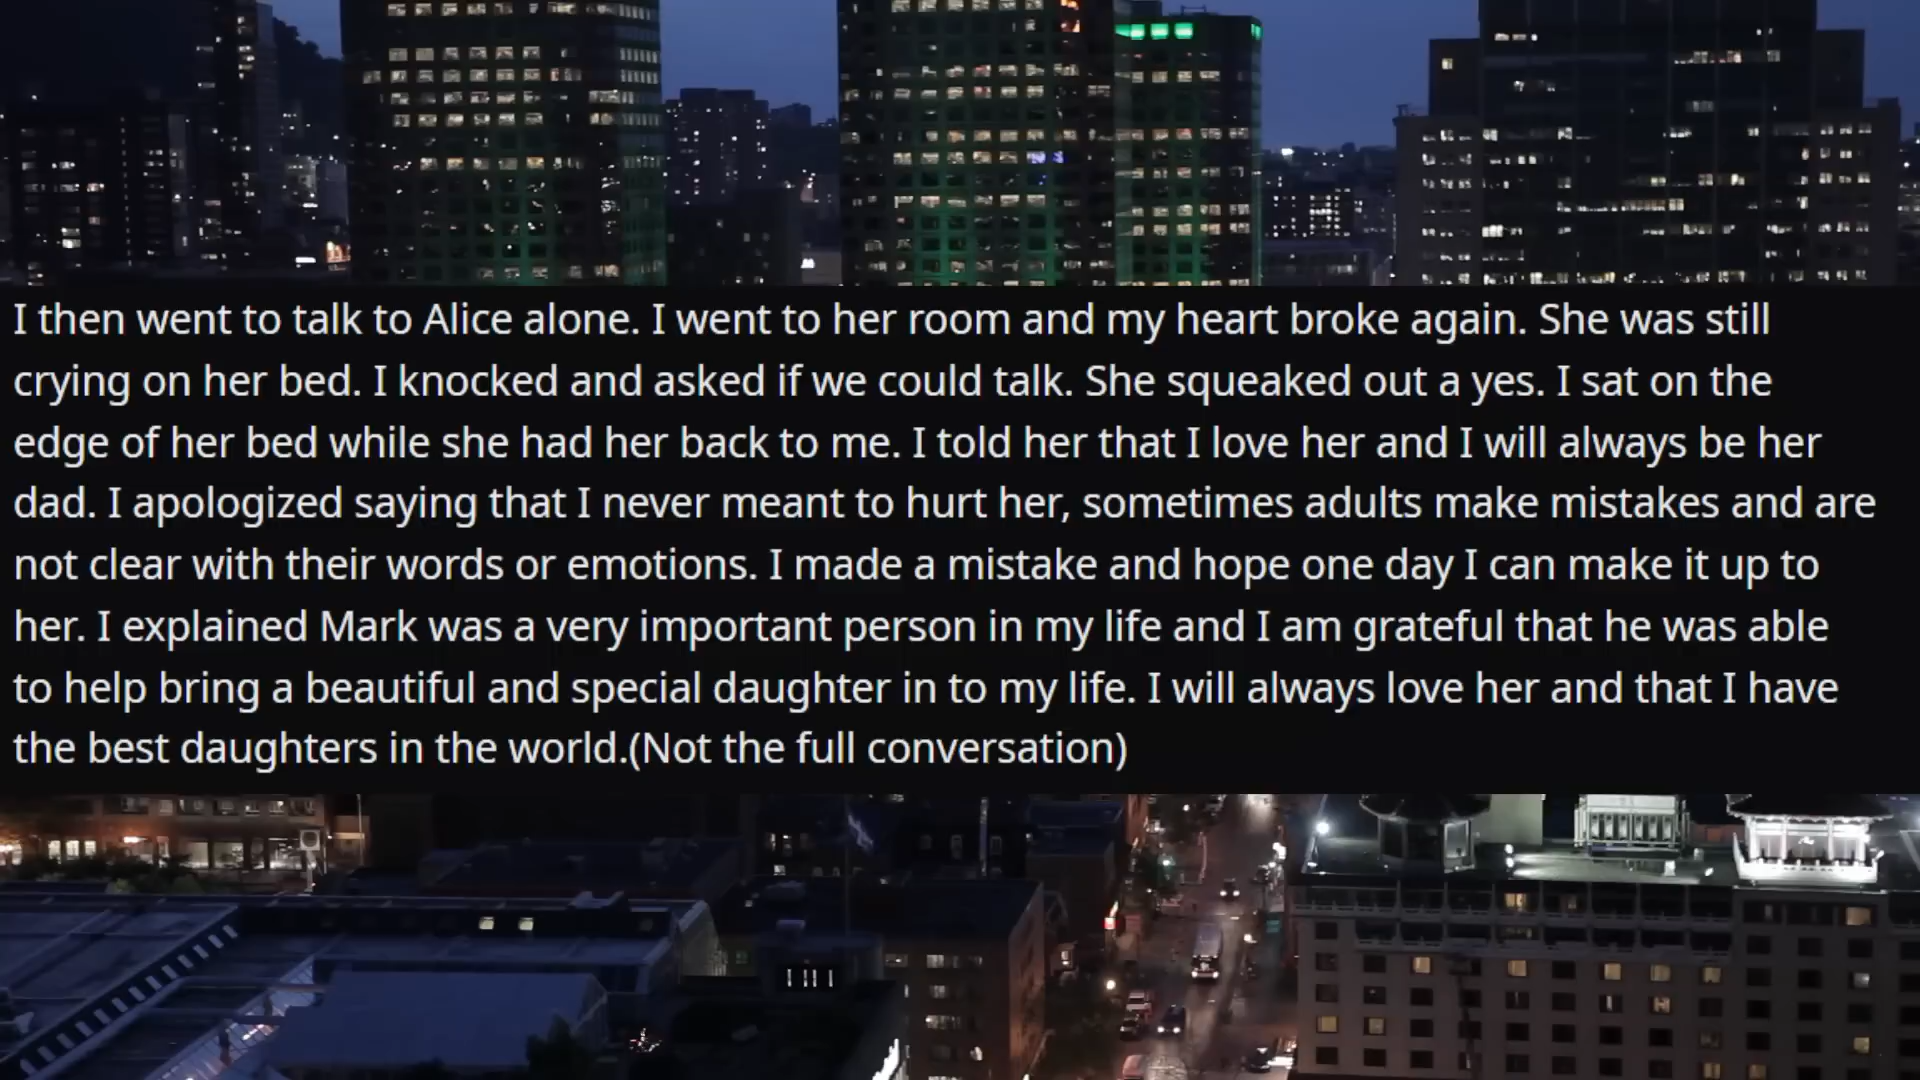 I then went to talk to Alice alone. I went to her room and my heart broke again. She was still
crying on her bed. I knocked and asked if we could talk. She squeaked out a yes. I sat on the
edge of her bed while she had her back to me. I told her that I love her and I will always be her
dad. I apologized saying that I never meant to hurt her, sometimes adults make mistakes and are
not clear with their words or emotions. I made a mistake and hope one day I can make it up to
her. I explained Mark was a very important person in my life and I am grateful that he was able
to help bring a beautiful and special daughter in to my life. I will always love her and that I have
the best daughters in the world.(Not the full conversation)